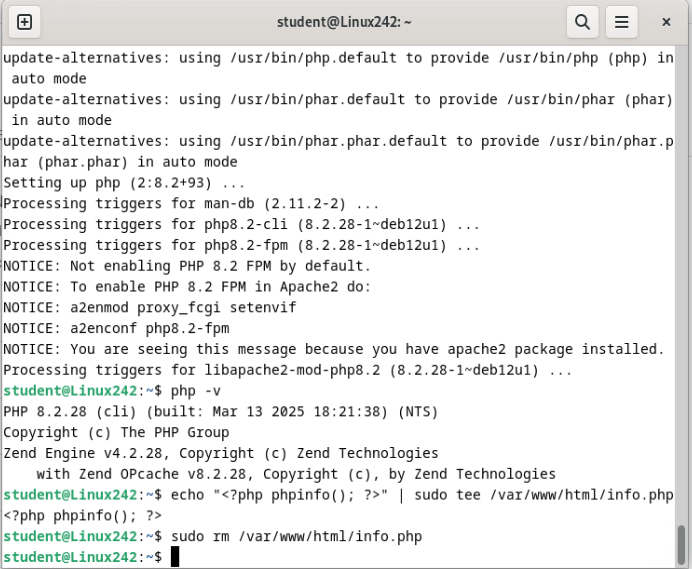 student@Linux242: ~
update-alternatives: using /usr/bin/php.default to provide /usr/bin/php (php) in
 auto mode
update-alternatives: using /usr/bin/phar.default to provide /usr/bin/phar (phar)
 in auto mode
update-alternatives: using /usr/bin/phar.phar.default to provide /usr/bin/phar.p
har (phar.phar) in auto mode
Setting up php (2:8.2+93) ...
Processing triggers for man-db (2.11.2-2) ...
Processing triggers for php8.2-cli (8.2.28-1~deb12u1) ...
Processing triggers for php8.2-fpm (8.2.28-1~deb12u1) ...
NOTICE: Not enabling PHP 8.2 FPM by default.
NOTICE: To enable PHP 8.2 FPM in Apache2 do:
NOTICE: a2enmod proxy_fcgi setenvif
NOTICE: a2enconf php8.2-fpm
NOTICE: You are seeing this message because you have apache2 package installed.
Processing triggers for libapache2-mod-php8.2 (8.2.28-1~deb12u1) ...
student@Linux242:~$ php -v
PHP 8.2.28 (cli) (built: Mar 13 2025 18:21:38) (NTS)
Copyright (c) The PHP Group
Zend Engine v4.2.28, Copyright (c) Zend Technologies
    with Zend OPcache v8.2.28, Copyright (c), by Zend Technologies
student@Linux242:~$ echo "<?php phpinfo(); ?>" | sudo tee /var/www/html/info.php
<?php phpinfo(); ?>
student@Linux242:~$ sudo rm /var/www/html/info.php
student@Linux242:~$